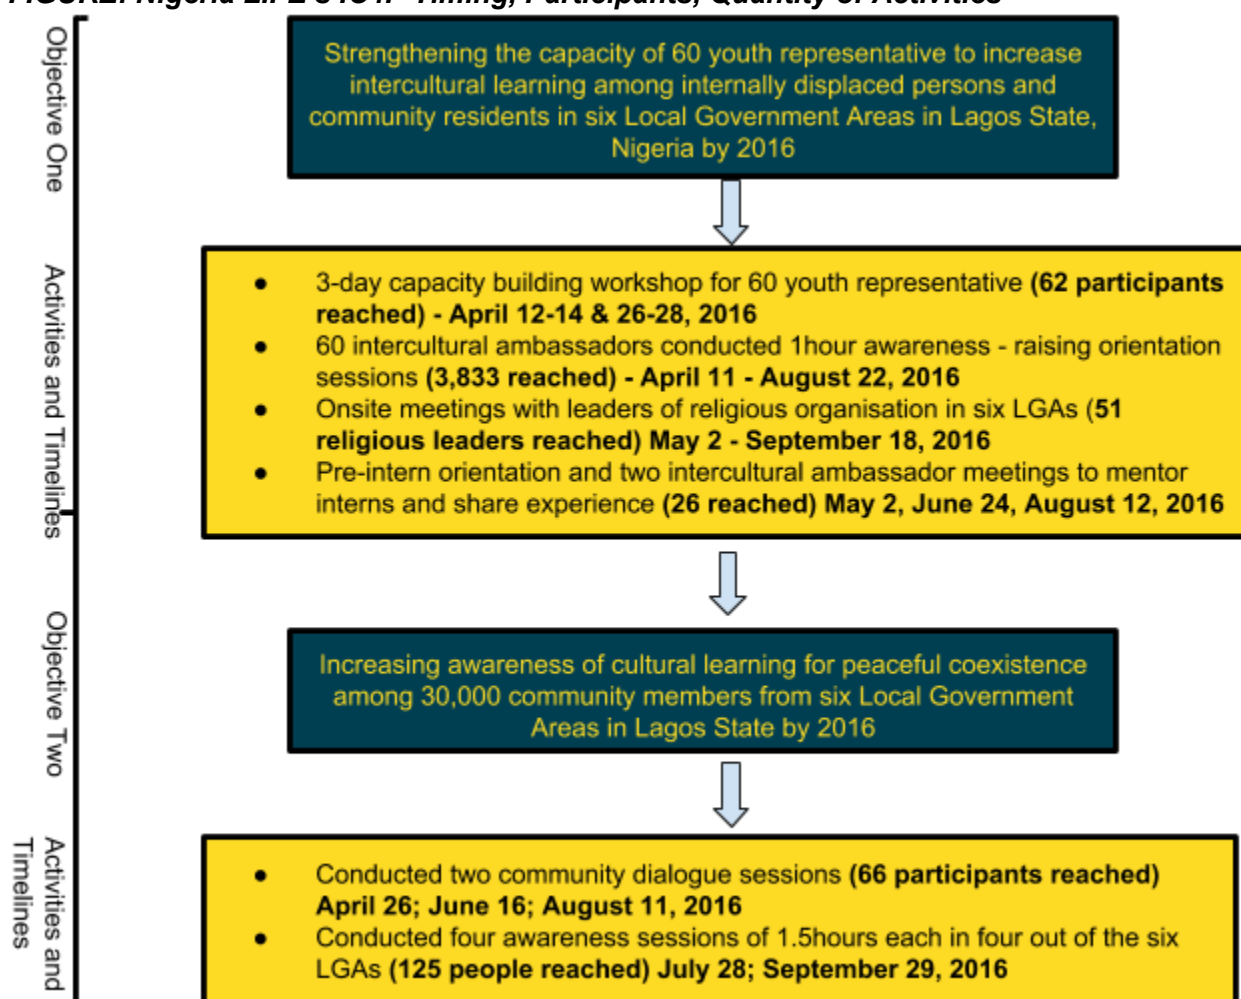 Objective One
Strengthening the capacity of 60 youth representative to increase
intercultural learning among internally displaced persons and
community residents in six Local Government Areas in Lagos State,
Nigeria by 2016
Activities and Timelines
● 3-day capacity building workshop for 60 youth representative (62 participants
reached) - April 12-14 & 26-28, 2016
● 60 intercultural ambassadors conducted 1hour awareness - raising orientation
sessions (3,833 reached) - April 11 - August 22, 2016
● Onsite meetings with leaders of religious organisation in six LGAs (51
religious leaders reached) May 2 - September 18, 2016
● Pre-intern orientation and two intercultural ambassador meetings to mentor
interns and share experience (26 reached) May 2, June 24, August 12, 2016
Objective Two
Increasing awareness of cultural learning for peaceful coexistence
among 30,000 community members from six Local Government
Areas in Lagos State by 2016
Activities and
Timelines
● Conducted two community dialogue sessions (66 participants reached)
April 26; June 16; August 11, 2016
● Conducted four awareness sessions of 1.5hours each in four out of the six
LGAs (125 people reached) July 28; September 29, 2016